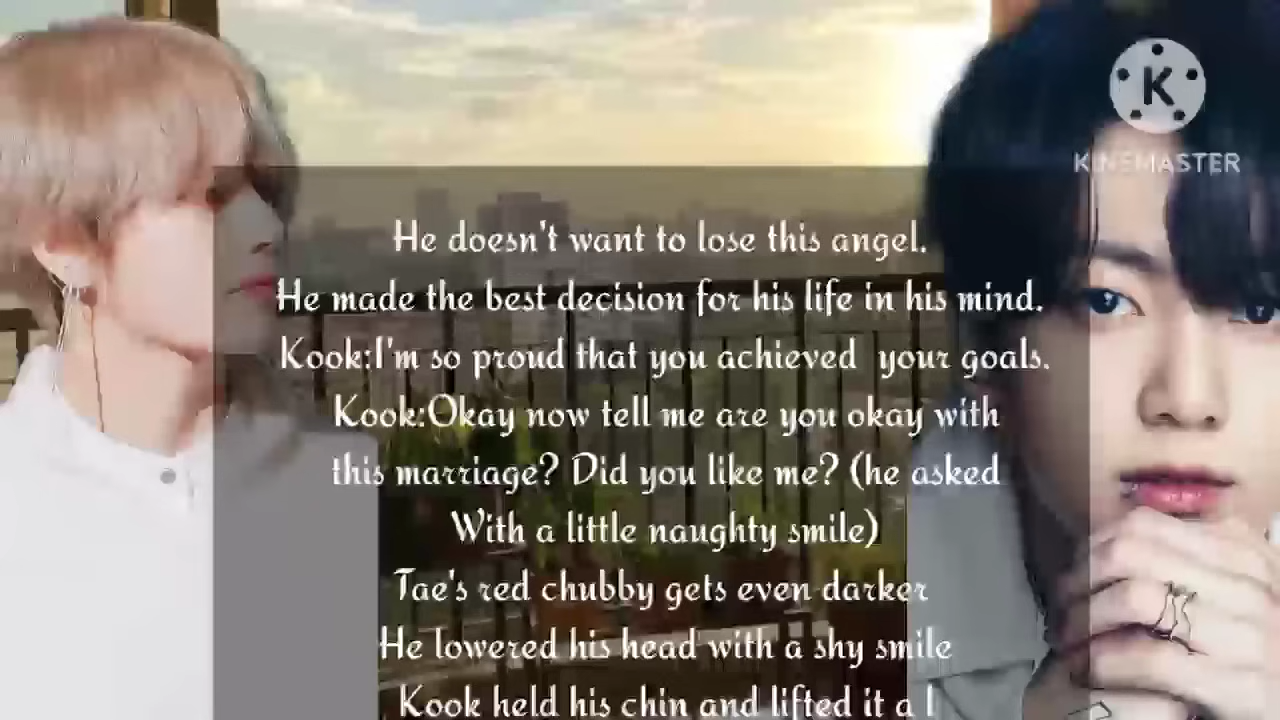 K
KINEMASTER
He doesn't want to lose this angel.
He made the best decision for his life in his mind.
Kook:I'm so proud that you achieved your goals.
Kook:Okay now tell me are you okay with
this marriage? Did you like me? (he asked
With a little naughty smile)
Tae's red chubby gets even darker
He lowered his head with a shy smile
Kook held his chin and lifted it a l